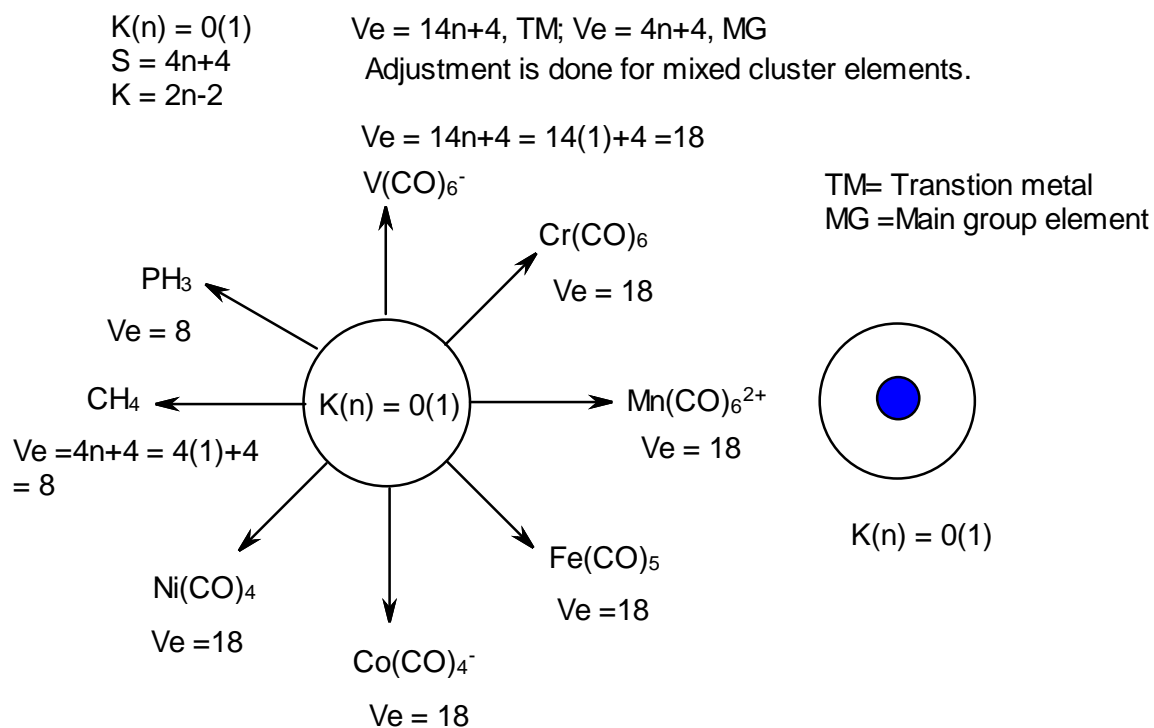 K(n) = 0(1)
S = 4n+4
K = 2n-2
Ve = 14n+4, TM; Ve = 4n+4, MG
Adjustment is done for mixed cluster elements.
Ve = 14n+4 = 14(1)+4 =18
V(CO)₆⁻
TM= Transtion metal
MG =Main group element
Cr(CO)₆
Ve = 18
PH₃
Ve = 8
CH₄
Ve =4n+4 = 4(1)+4
= 8
K(n) = 0(1)
Mn(CO)₆²⁺
Ve = 18
K(n) = 0(1)
Ni(CO)₄
Ve =18
Fe(CO)₅
Ve =18
Co(CO)₄⁻
Ve = 18